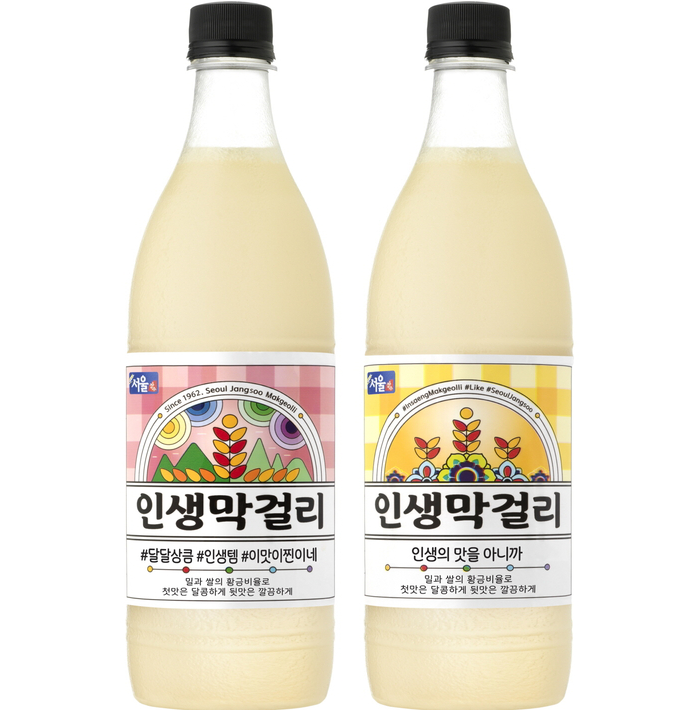 서울
Since 1962. Seoul Jangsoo Makgeolli
인생막걸리
#달달상큼 #인생템 #이맛이찐이네
밀과 쌀의 황금비율로
첫맛은 달콤하게 뒷맛은 깔끔하게
서울
#InsaengMakgeolli #Like #SeoulJangsoo
인생막걸리
인생의 맛을 아니까
밀과 쌀의 황금비율로
첫맛은 달콤하게 뒷맛은 깔끔하게